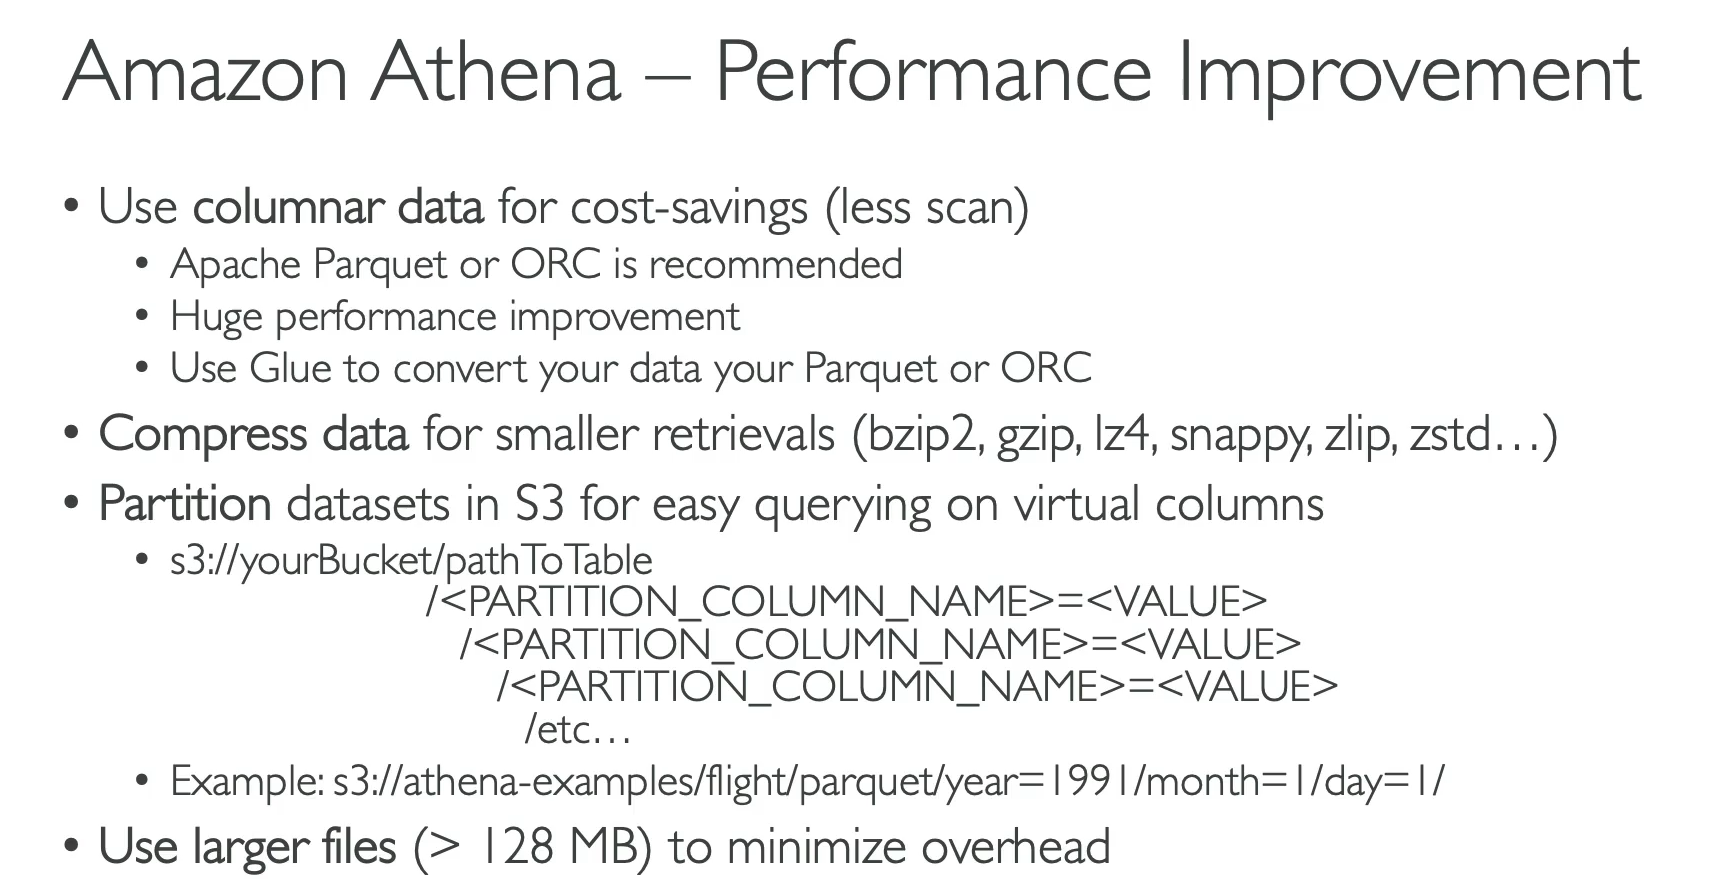 Amazon Athena – Performance Improvement
• Use columnar data for cost-savings (less scan)
• Apache Parquet or ORC is recommended
• Huge performance improvement
• Use Glue to convert your data your Parquet or ORC
• Compress data for smaller retrievals (bzip2, gzip, lz4, snappy, zlip, zstd…)
• Partition datasets in S3 for easy querying on virtual columns
• s3://yourBucket/pathToTable
/<PARTITION_COLUMN_NAME>=<VALUE>
/<PARTITION_COLUMN_NAME>=<VALUE>
/<PARTITION_COLUMN_NAME>=<VALUE>
/etc…
• Example: s3://athena-examples/flight/parquet/year=1991/month=1/day=1/
• Use larger files (> 128 MB) to minimize overhead